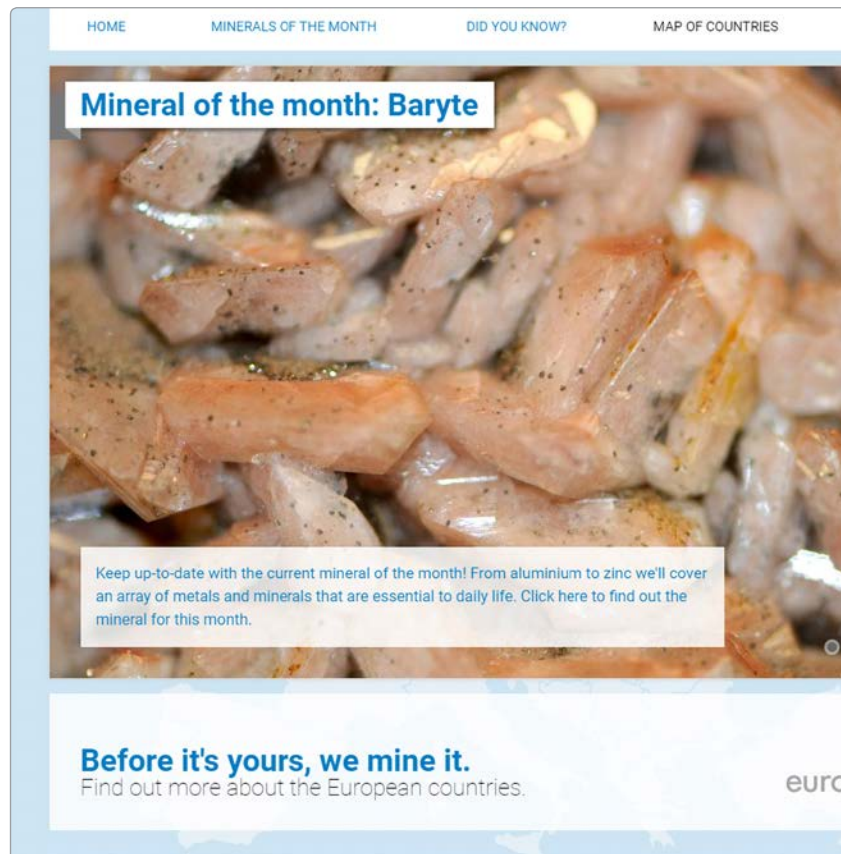 HOME MINERALS OF THE MONTH DID YOU KNOW? MAP OF COUNTRIES
Mineral of the month: Baryte
Keep up-to-date with the current mineral of the month! From aluminium to zinc we'll cover
an array of metals and minerals that are essential to daily life. Click here to find out the
mineral for this month.
Before it's yours, we mine it.
Find out more about the European countries.
euro